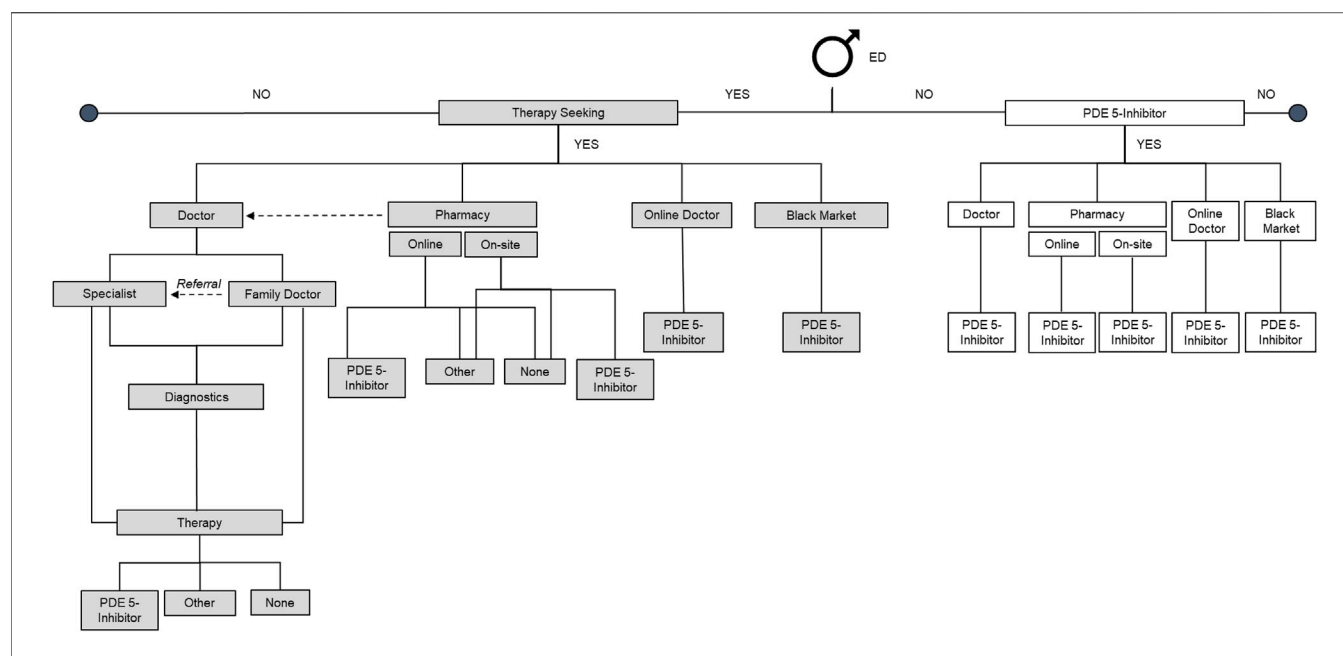 ED
NO
YES
NO
NO
Therapy Seeking
PDE 5-Inhibitor
YES
YES
Doctor
Pharmacy
Online Doctor
Black Market
Doctor
Pharmacy
Online
Doctor
Black
Market
Online
On-site
Online
On-site
Referral
Specialist
Family Doctor
PDE 5-
Inhibitor
PDE 5-
Inhibitor
PDE 5-
Inhibitor
PDE 5-
Inhibitor
PDE 5-
Inhibitor
PDE 5-
Inhibitor
PDE 5-
Inhibitor
PDE 5-
Inhibitor
Other
None
PDE 5-
Inhibitor
Diagnostics
Therapy
PDE 5-
Inhibitor
Other
None